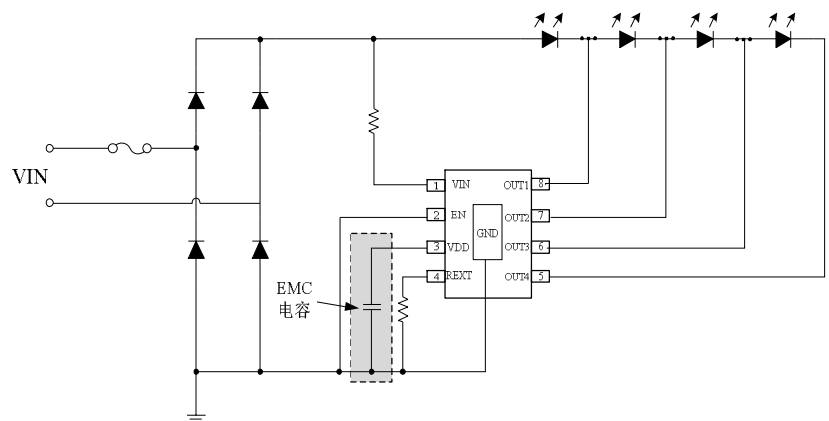 VIN
1 VIN OUT1 8
2 EN OUT2 7
GND
3 VDD OUT3 6
4 REXT OUT4 5
EMC
电容